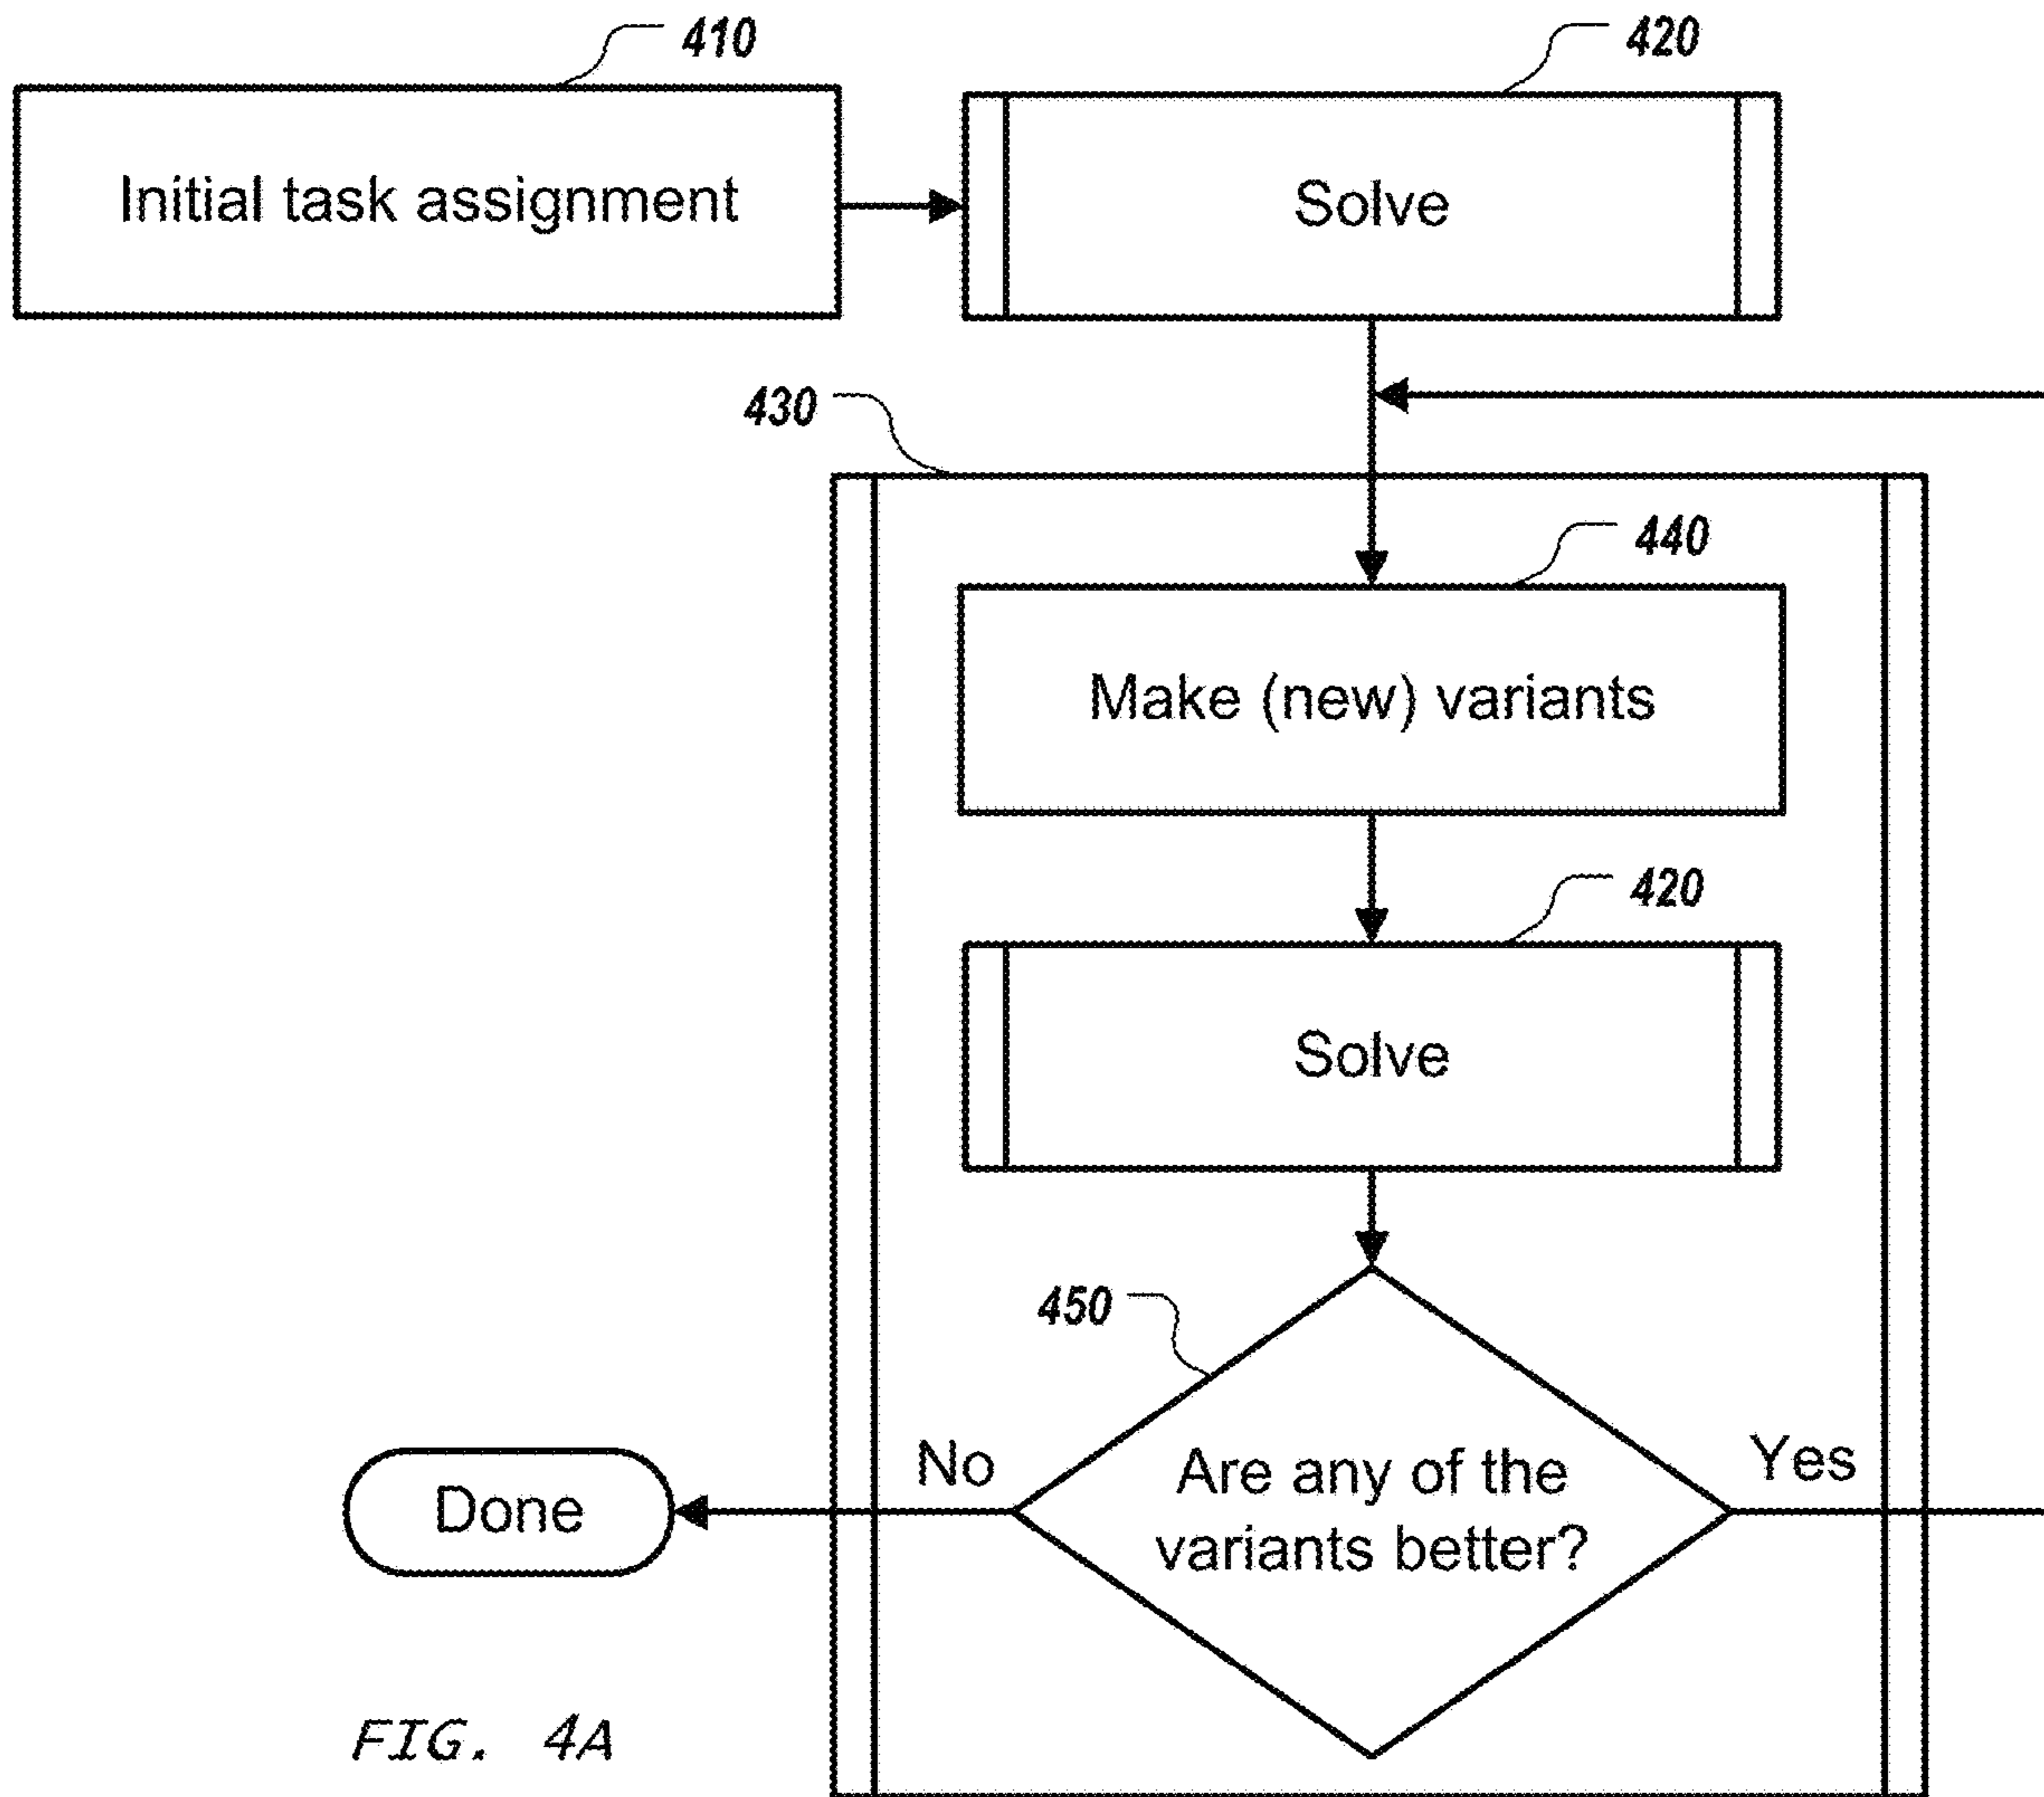 410
420
Initial task assignment
Solve
430
440
Make (new) variants
420
Solve
450
No
Yes
Are any of the
variants better?
Done
FIG. 4A